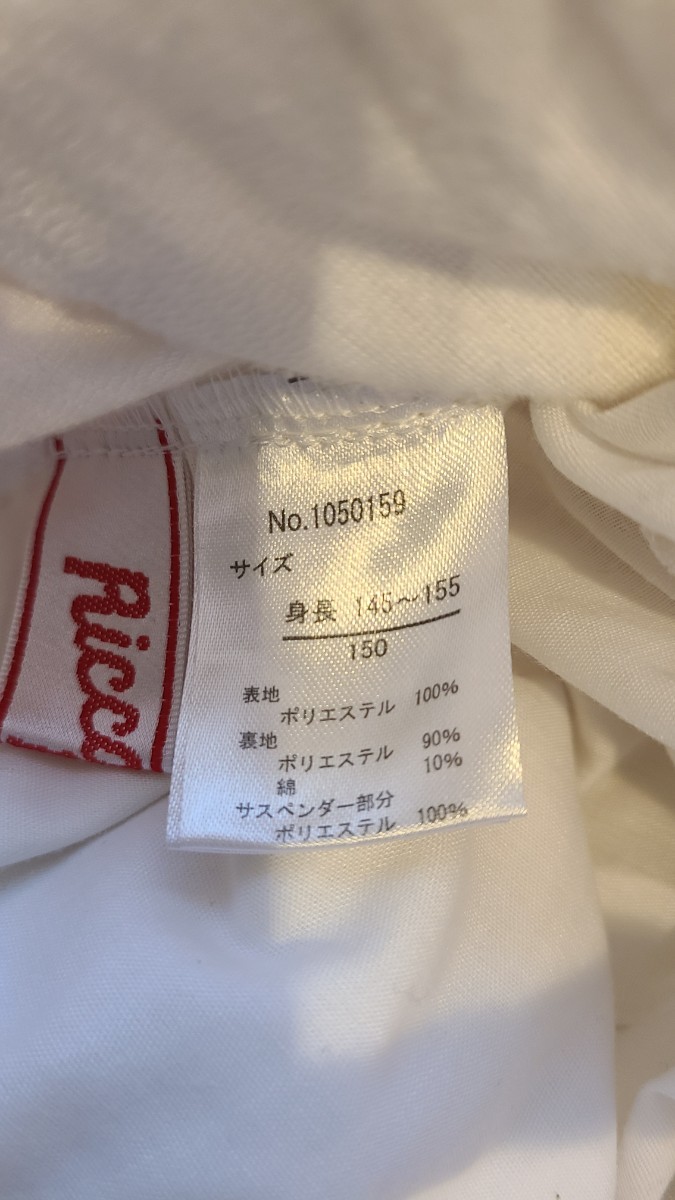 No.1050159
サイズ
身長 145～155
150
表地
ポリエステル 100%
裏地
ポリエステル 90%
綿 10%
サスペンダー部分
ポリエステル 100%